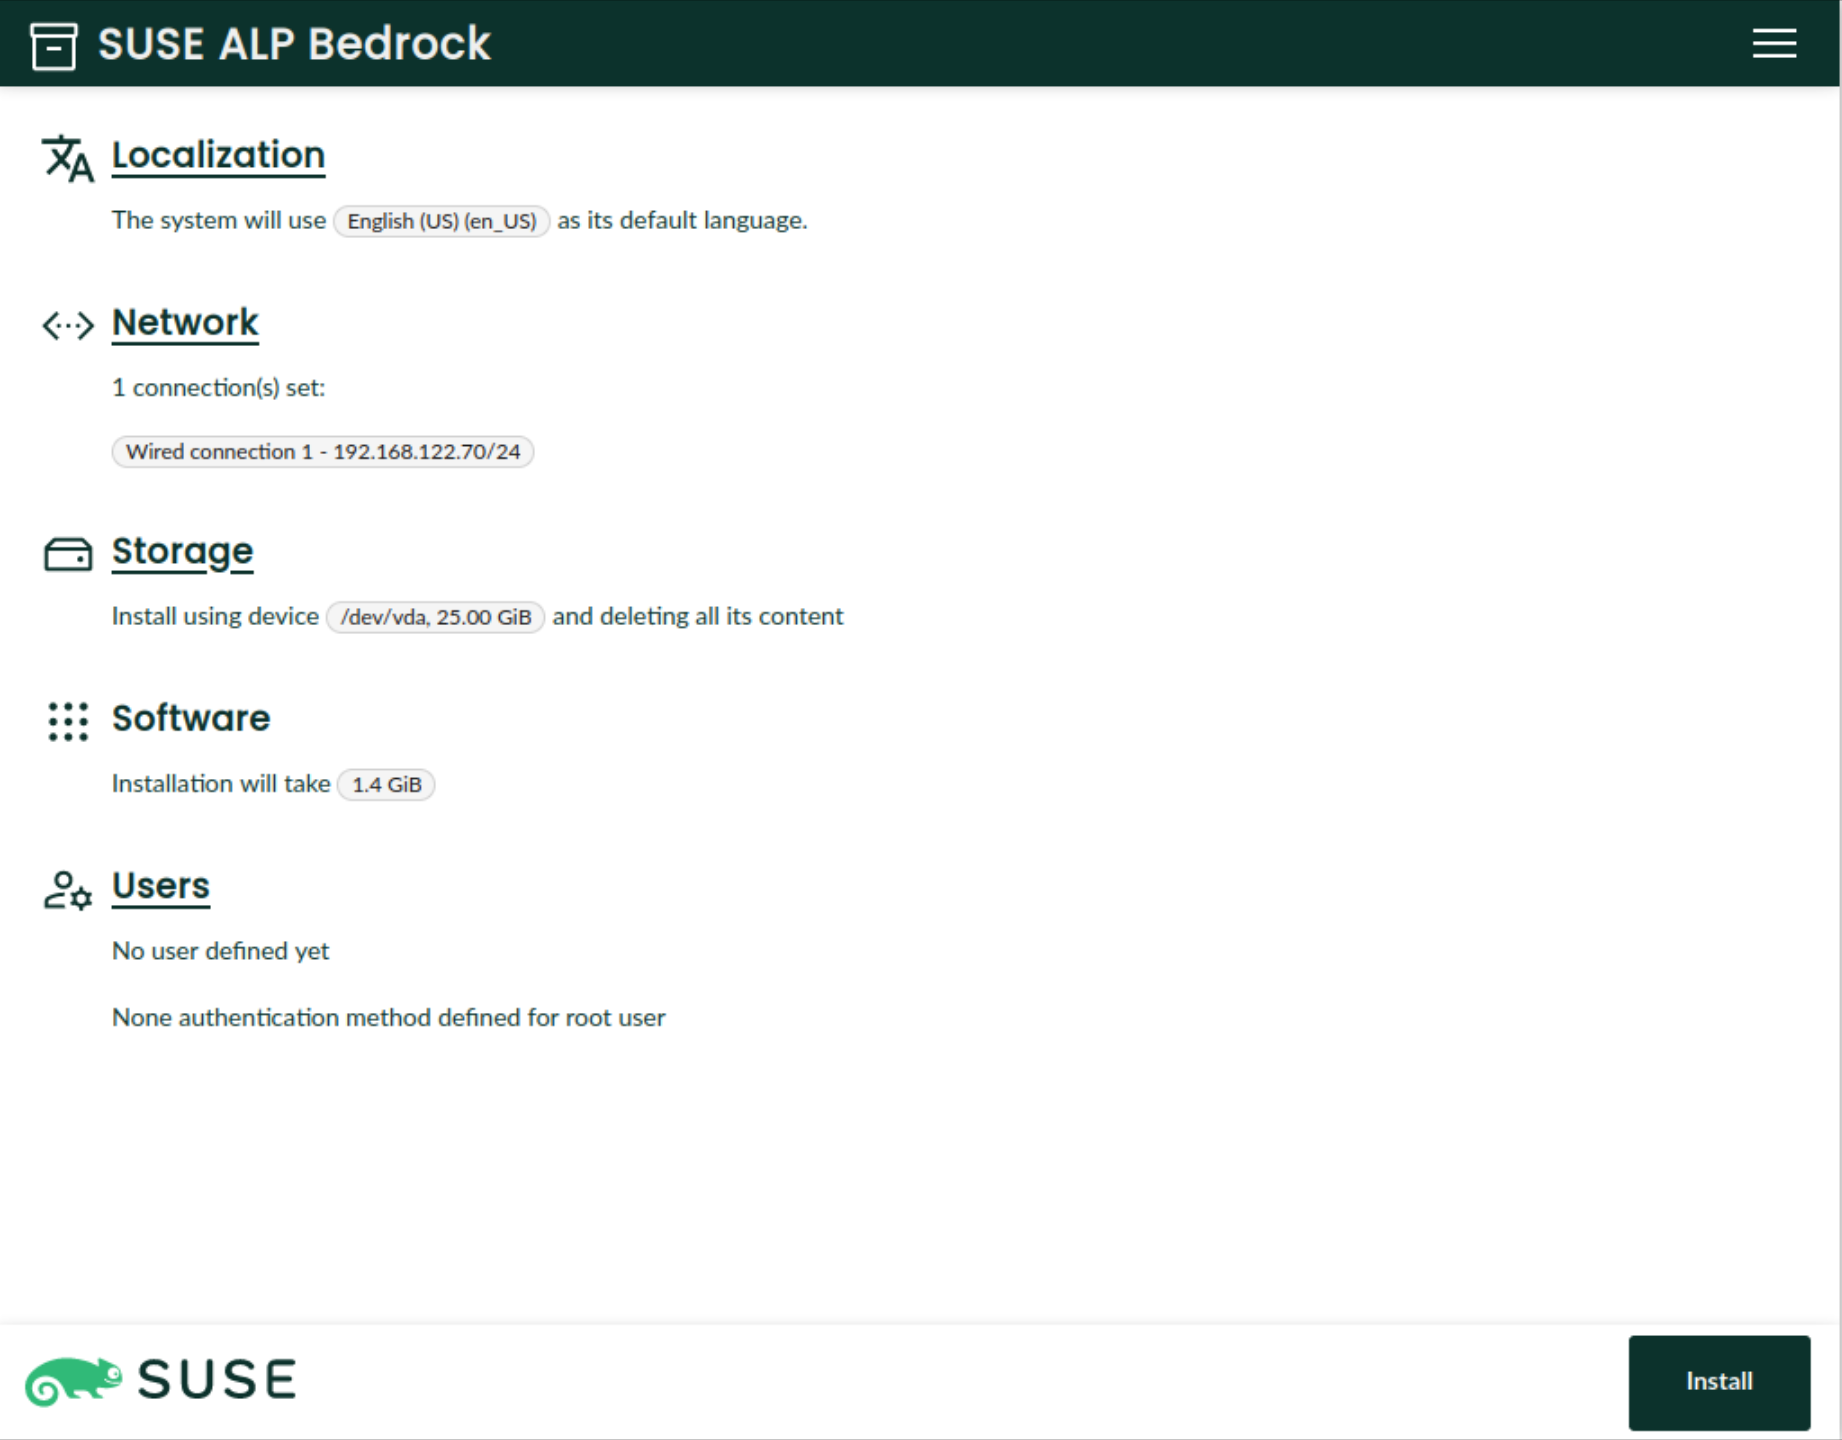 SUSE ALP Bedrock
Localization
The system will use English (US) (en_US) as its default language.
Network
1 connection(s) set:
Wired connection 1 - 192.168.122.70/24
Storage
Install using device /dev/vda, 25.00 GiB and deleting all its content
Software
Installation will take 1.4 GiB
Users
No user defined yet
None authentication method defined for root user
SUSE
Install